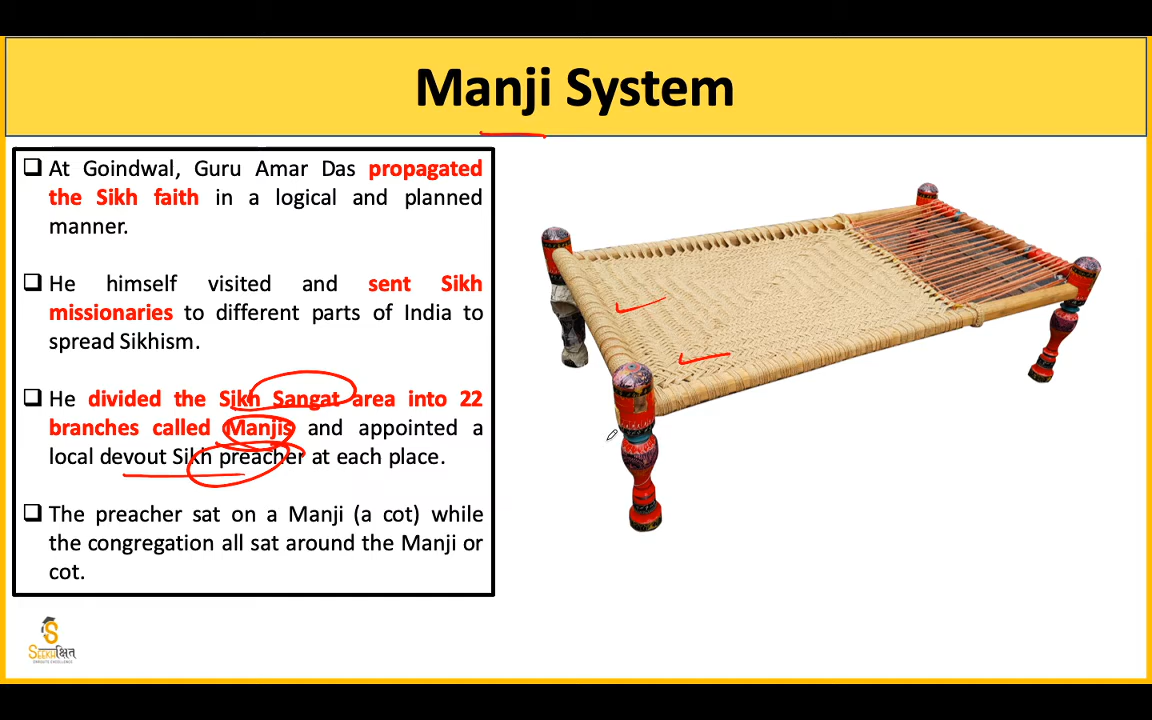 Manji System
❑ At Goindwal, Guru Amar Das propagated
the Sikh faith in a logical and planned
manner.
❑ He himself visited and sent Sikh
missionaries to different parts of India to
spread Sikhism.
❑ He divided the Sikh Sangat area into 22
branches called Manjis and appointed a
local devout Sikh preacher at each place.
❑ The preacher sat on a Manji (a cot) while
the congregation all sat around the Manji or
cot.
SEEKHक्षित्